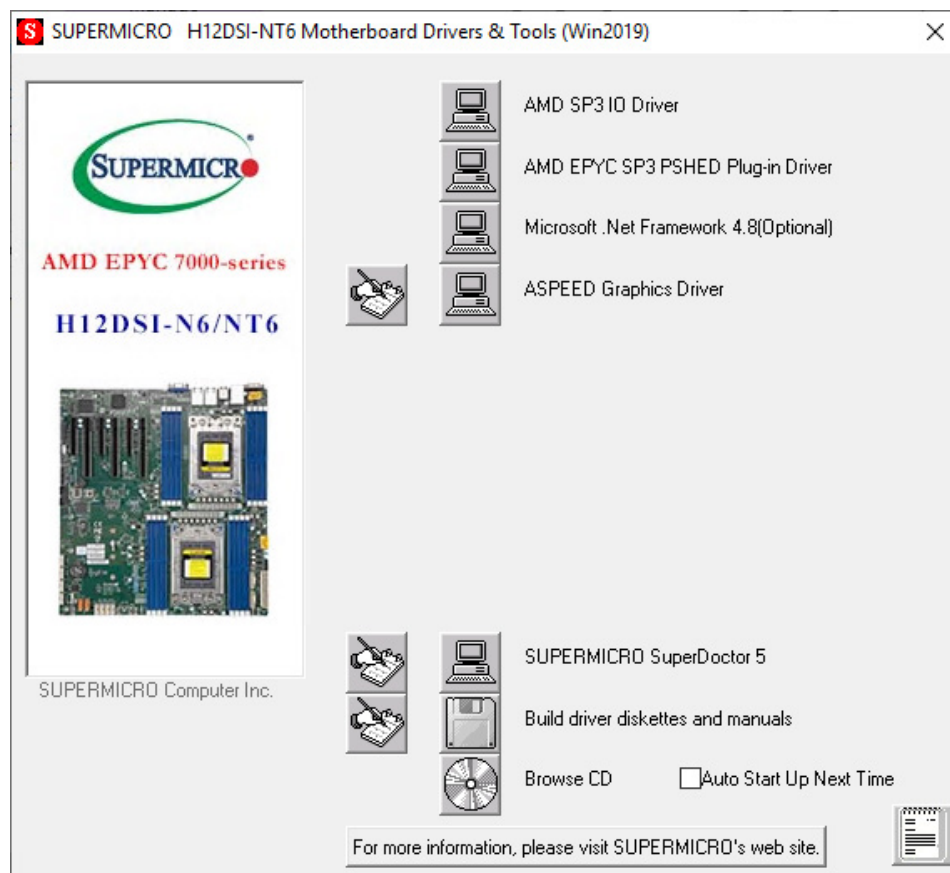 SUPERMICRO H12DSI-NT6 Motherboard Drivers & Tools (Win2019)
SUPERMICR
AMD EPYC 7000-series
H12DSI-N6/NT6
SUPERMICRO Computer Inc.
AMD SP3 IO Driver
AMD EPYC SP3 PSHED Plug-in Driver
Microsoft .Net Framework 4.8(Optional)
ASPEED Graphics Driver
SUPERMICRO SuperDoctor 5
Build driver diskettes and manuals
Browse CD
Auto Start Up Next Time
For more information, please visit SUPERMICRO's web site.